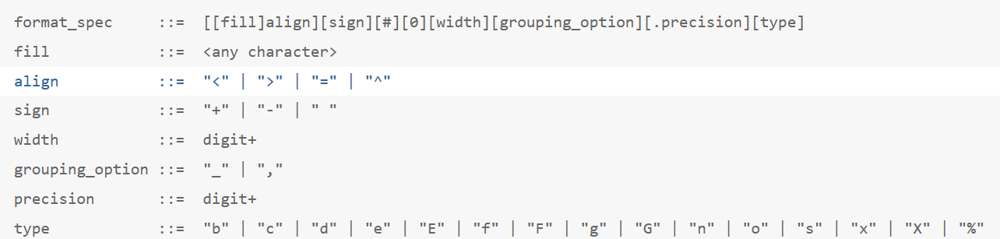 format_spec ::= [[fill]align][sign][#][0][width][grouping_option][.precision][type]
fill ::= <any character>
align ::= "<" | ">" | "=" | "^"
sign ::= "+" | "-" | " "
width ::= digit+
grouping_option ::= "_" | ","
precision ::= digit+
type ::= "b" | "c" | "d" | "e" | "E" | "f" | "F" | "g" | "G" | "n" | "o" | "s" | "x" | "X" | "%"